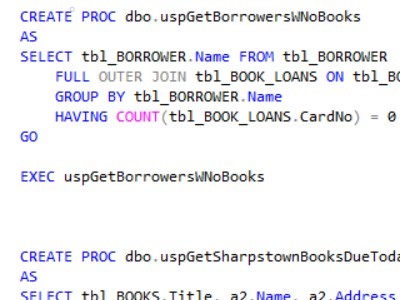 CREATE PROC dbo.uspGetBorrowersWNoBooks
AS
SELECT tbl_BORROWER.Name FROM tbl_BORROWER
FULL OUTER JOIN tbl_BOOK_LOANS ON tbl_BO
GROUP BY tbl_BORROWER.Name
HAVING COUNT(tbl_BOOK_LOANS.CardNo) = 0
GO
EXEC uspGetBorrowersWNoBooks
CREATE PROC dbo.uspGetSharpstownBooksDueToda
AS
SELECT tbl_BOOKS.Title, a2.Name, a2.Address